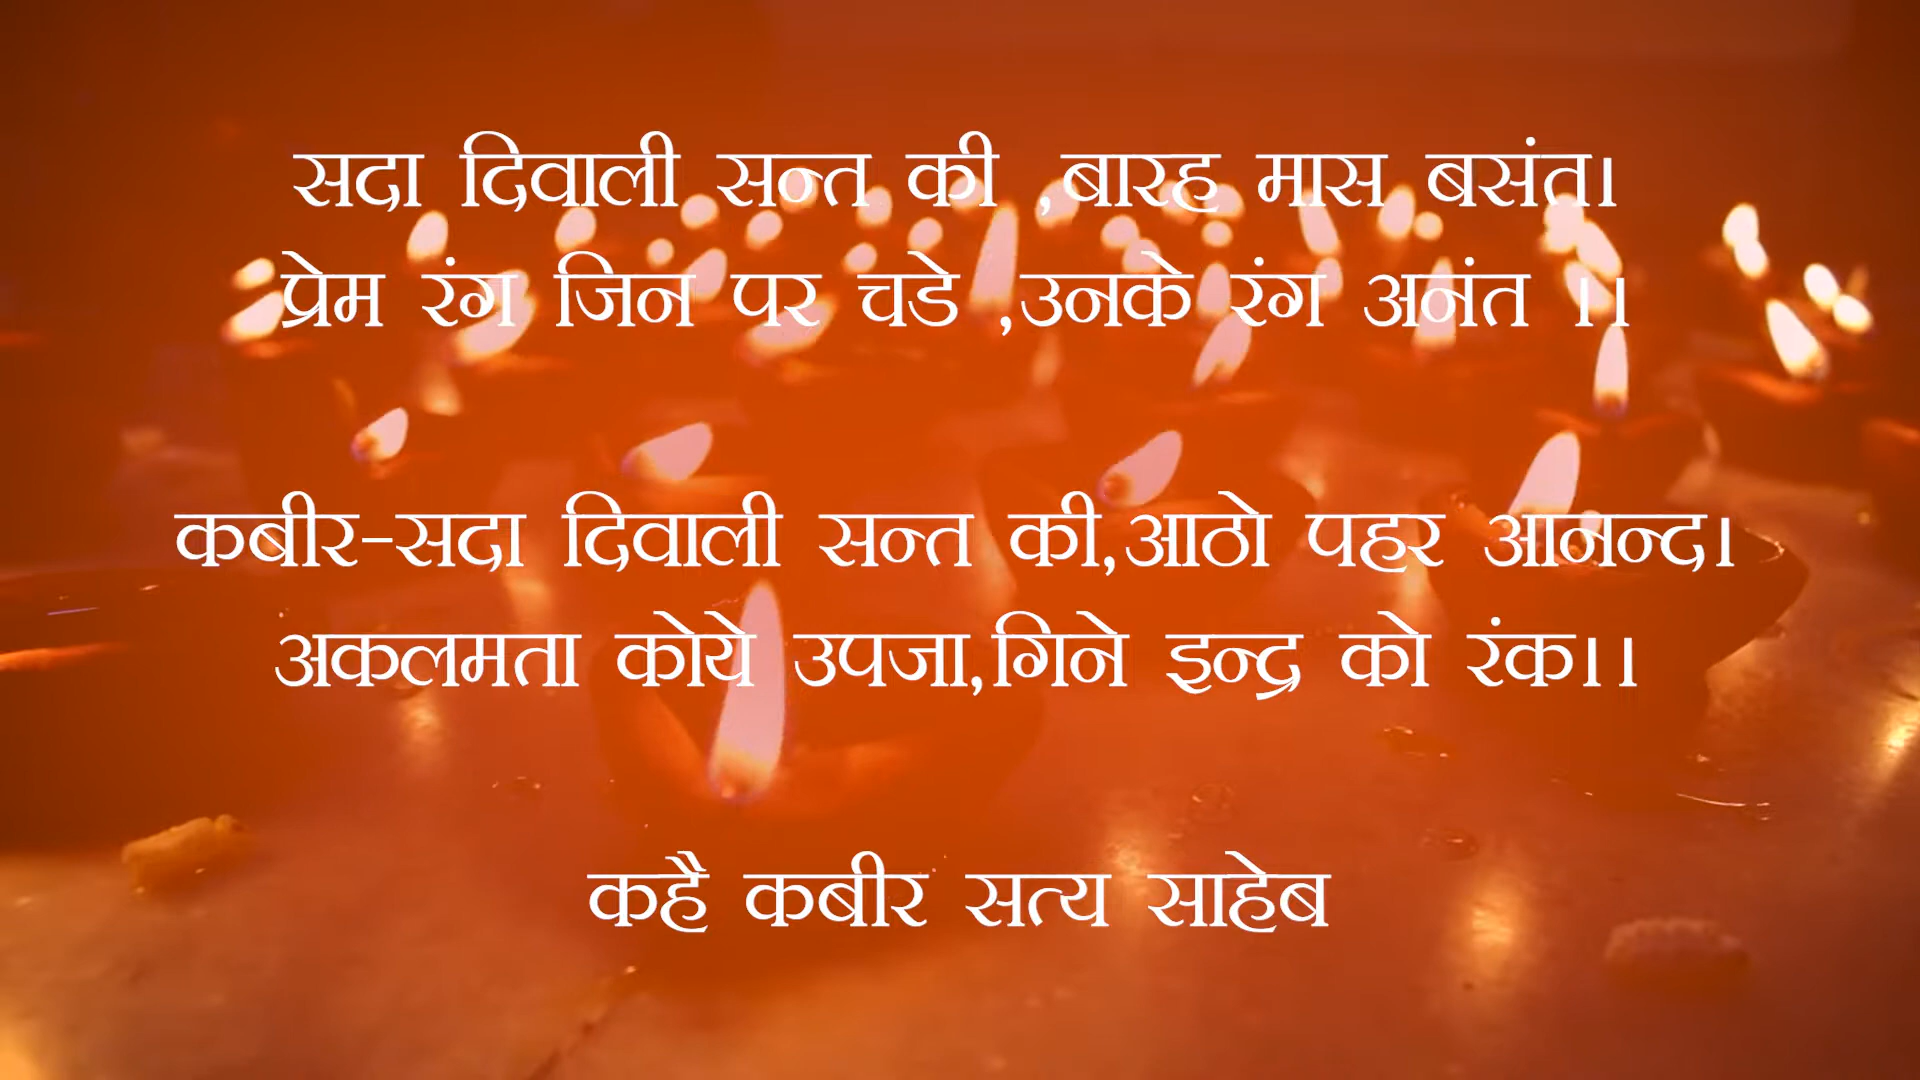 सदा दिवाली सन्त की ,बारह मास बसंत।
प्रेम रंग जिन पर चडे ,उनके रंग अनंत ।।
कबीर-सदा दिवाली सन्त की,आठो पहर आनन्द।
अकलमता कोये उपजा,गिने इन्द्र को रंक।।
कहै कबीर सत्य साहेब